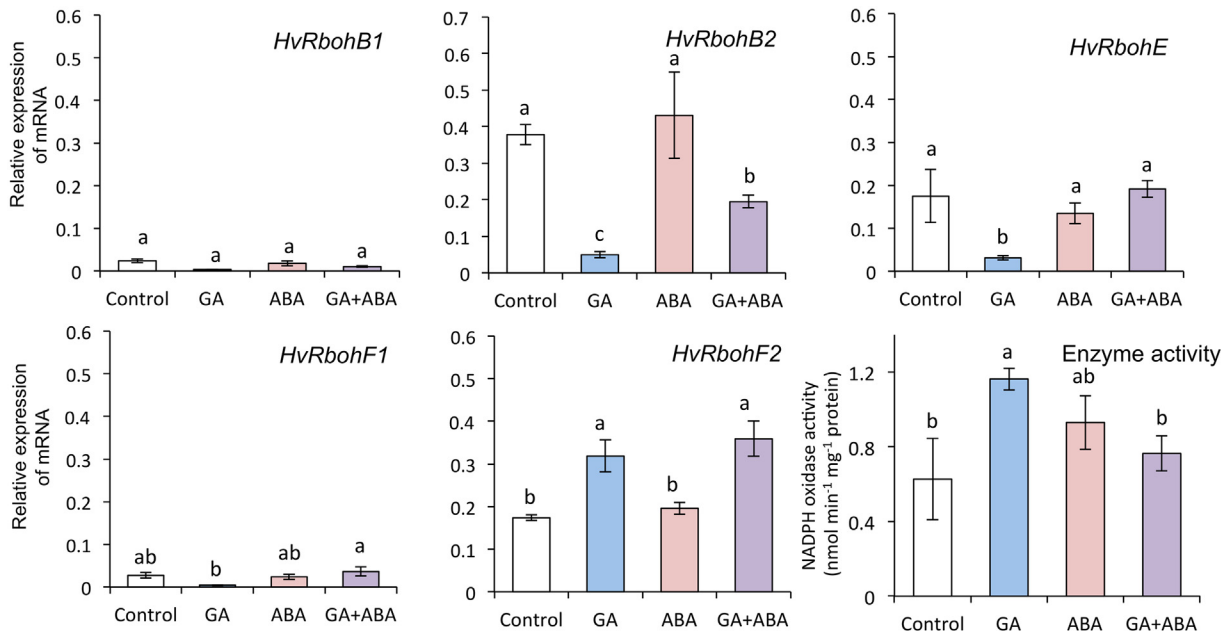 HvRbohB1
Relative expression
of mRNA
0.6
0.5
0.4
0.3
0.2
0.1
0
a
a
a
a
Control
GA
ABA
GA+ABA
HvRbohB2
0.7
0.6
0.5
0.4
0.3
0.2
0.1
0
a
c
a
b
Control
GA
ABA
GA+ABA
HvRbohE
0.6
0.5
0.4
0.3
0.2
0.1
0
a
b
a
a
Control
GA
ABA
GA+ABA
HvRbohF1
Relative expression
of mRNA
0.6
0.5
0.4
0.3
0.2
0.1
0
ab
b
ab
a
Control
GA
ABA
GA+ABA
HvRbohF2
0.6
0.5
0.4
0.3
0.2
0.1
0
b
a
b
a
Control
GA
ABA
GA+ABA
Enzyme activity
NADPH oxidase activity
(nmol min-1 mg-1 protein)
1.2
0.8
0.4
0
b
a
ab
b
Control
GA
ABA
GA+ABA